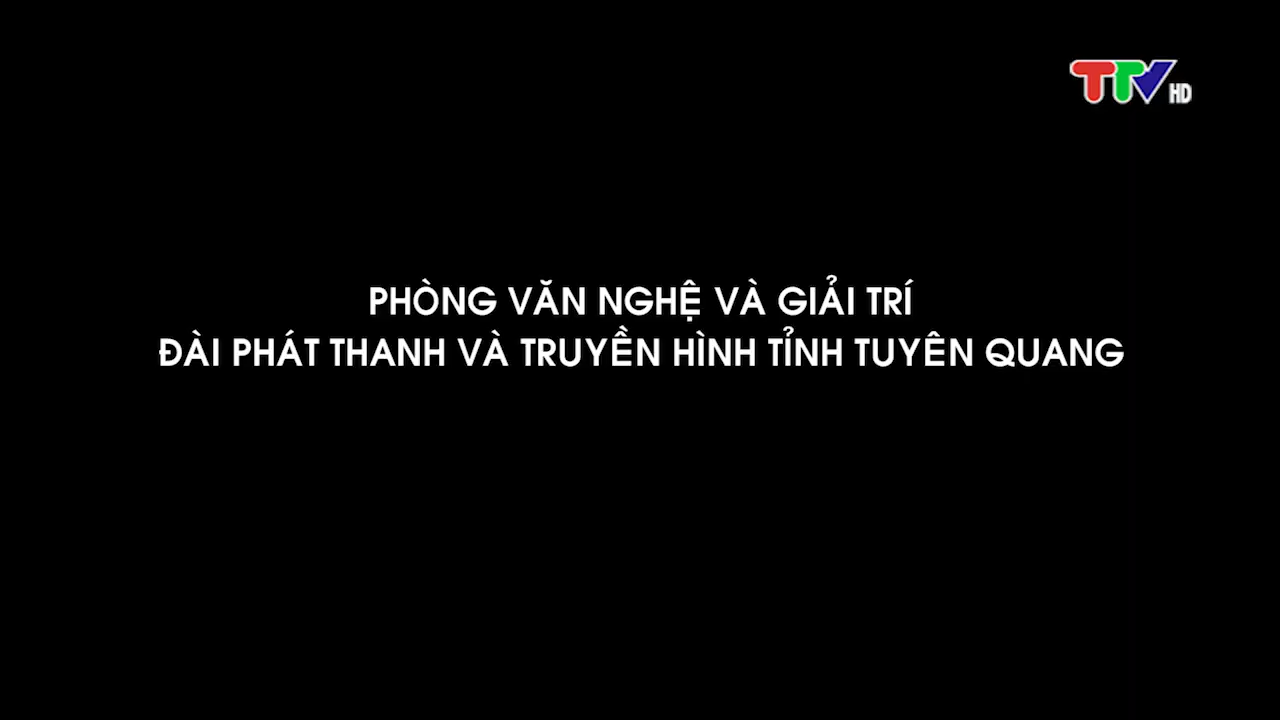 TTV HD
PHÒNG VĂN NGHỆ VÀ GIẢI TRÍ
ĐÀI PHÁT THANH VÀ TRUYỀN HÌNH TỈNH TUYÊN QUANG